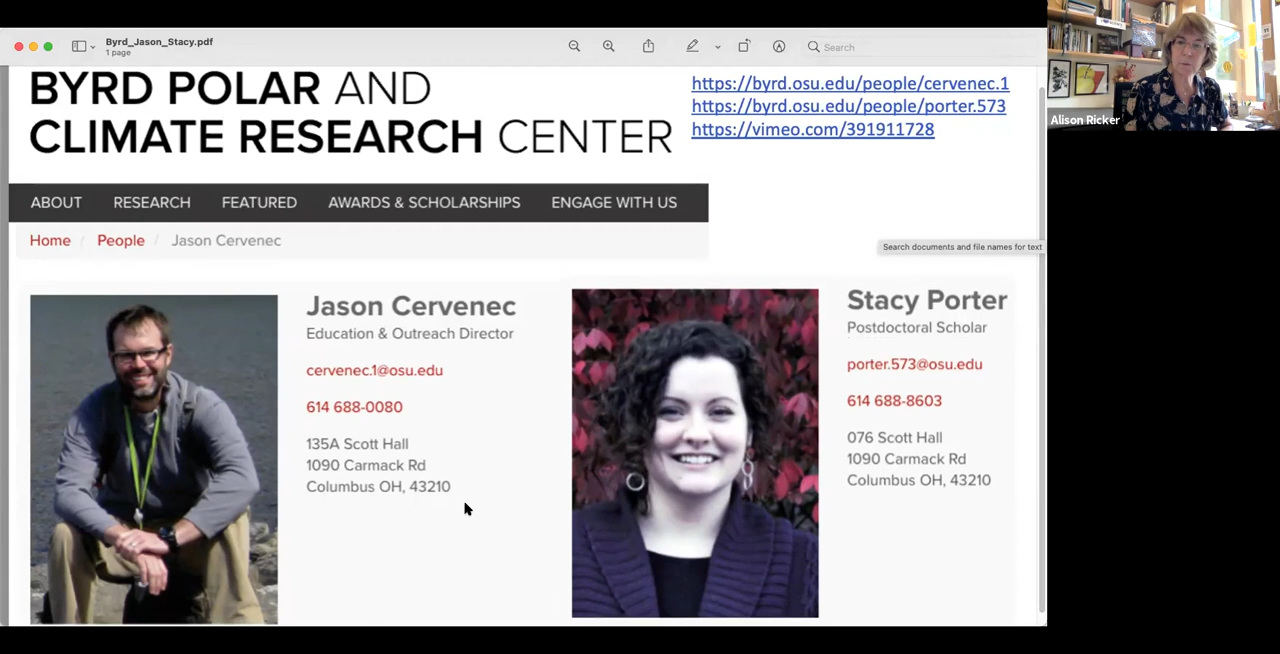 Byrd_Jason_Stacy.pdf
1 page
Search
BYRD POLAR AND
CLIMATE RESEARCH CENTER
https://byrd.osu.edu/people/cervenec.1
https://byrd.osu.edu/people/porter.573
https://vimeo.com/391911728
ABOUT RESEARCH FEATURED AWARDS & SCHOLARSHIPS ENGAGE WITH US
Home / People / Jason Cervenec
Search documents and file names for text
Jason Cervenec
Education & Outreach Director
cervenec.1@osu.edu
614 688-0080
135A Scott Hall
1090 Carmack Rd
Columbus OH, 43210
Stacy Porter
Postdoctoral Scholar
porter.573@osu.edu
614 688-8603
076 Scott Hall
1090 Carmack Rd
Columbus OH, 43210
Alison Ricker